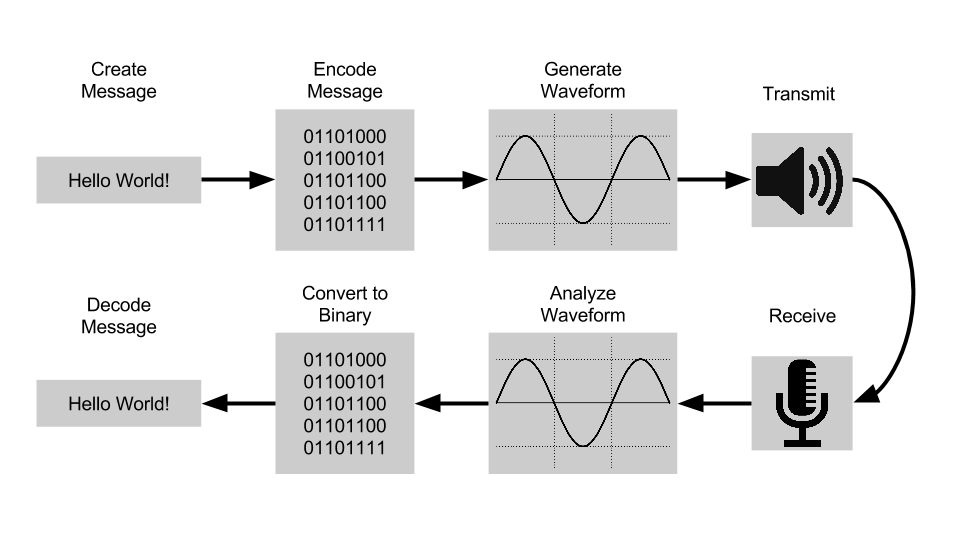 Create
Message
Encode
Message
Generate
Waveform
Transmit
Hello World!
01101000
01100101
01101100
01101100
01101111
Decode
Message
Convert to
Binary
Analyze
Waveform
Receive
Hello World!
01101000
01100101
01101100
01101100
01101111